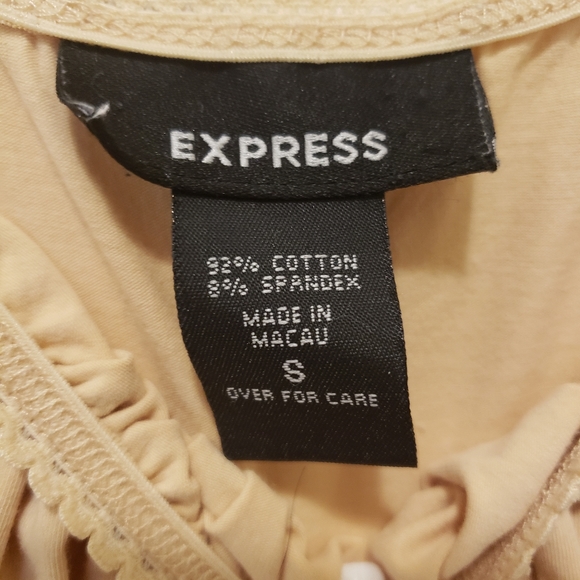 EXPRESS
92% COTTON
8% SPANDEX
MADE IN
MACAU
S
OVER FOR CARE